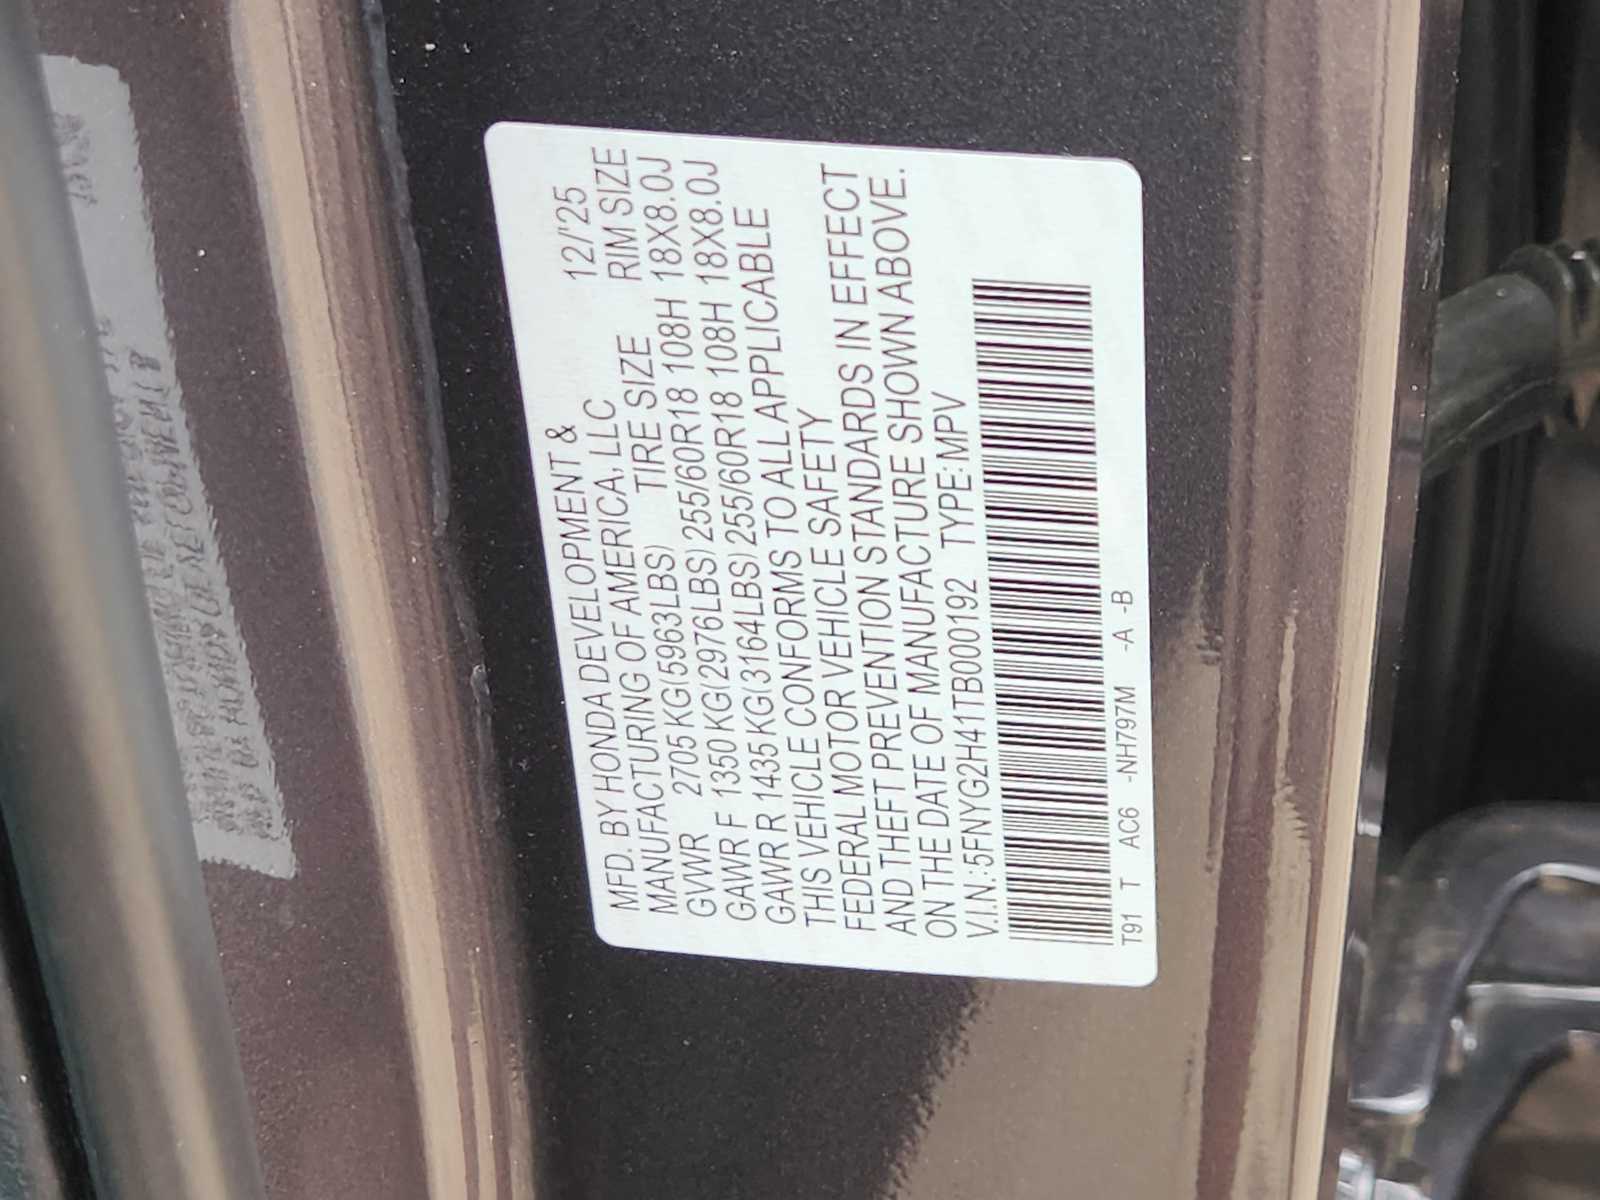 MFD. BY HONDA DEVELOPMENT & 12/'25
MANUFACTURING OF AMERICA, LLC
GVWR 2705 KG(5963LBS) TIRE SIZE RIM SIZE
GAWR F 1350 KG(2976LBS) 255/60R18 108H 18X8.0J
GAWR R 1435 KG(3164LBS) 255/60R18 108H 18X8.0J
THIS VEHICLE CONFORMS TO ALL APPLICABLE
FEDERAL MOTOR VEHICLE SAFETY
AND THEFT PREVENTION STANDARDS IN EFFECT
ON THE DATE OF MANUFACTURE SHOWN ABOVE.
V.I.N:5FNYG2H41TB000192 TYPE: MPV
T91 T AC6 -NH797M -A -B